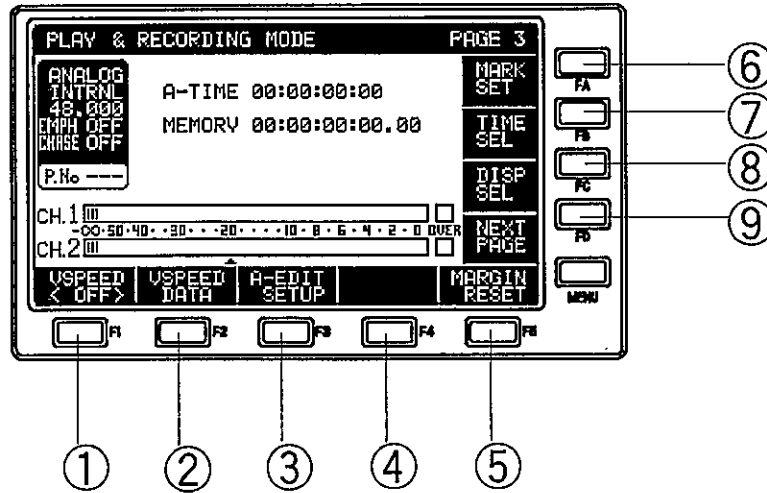 PLAY & RECORDING MODE PAGE 3
ANALOG
INTRNL
48.000
EMPH OFF
CHASE OFF
P.No ---
A-TIME 00:00:00:00
MEMORY 00:00:00:00.00
MARK
SET
TIME
SEL
DISP
SEL
NEXT
PAGE
CH.1
-∞·50·40··30···20····10·8·6·4·2·0 OVER
CH.2
VSPEED
< OFF>
VSPEED
DATA
A-EDIT
SETUP
MARGIN
RESET
FA
FB
FC
FD
MENU
F1
F2
F3
F4
F5
①
②
③
④
⑤
⑥
⑦
⑧
⑨